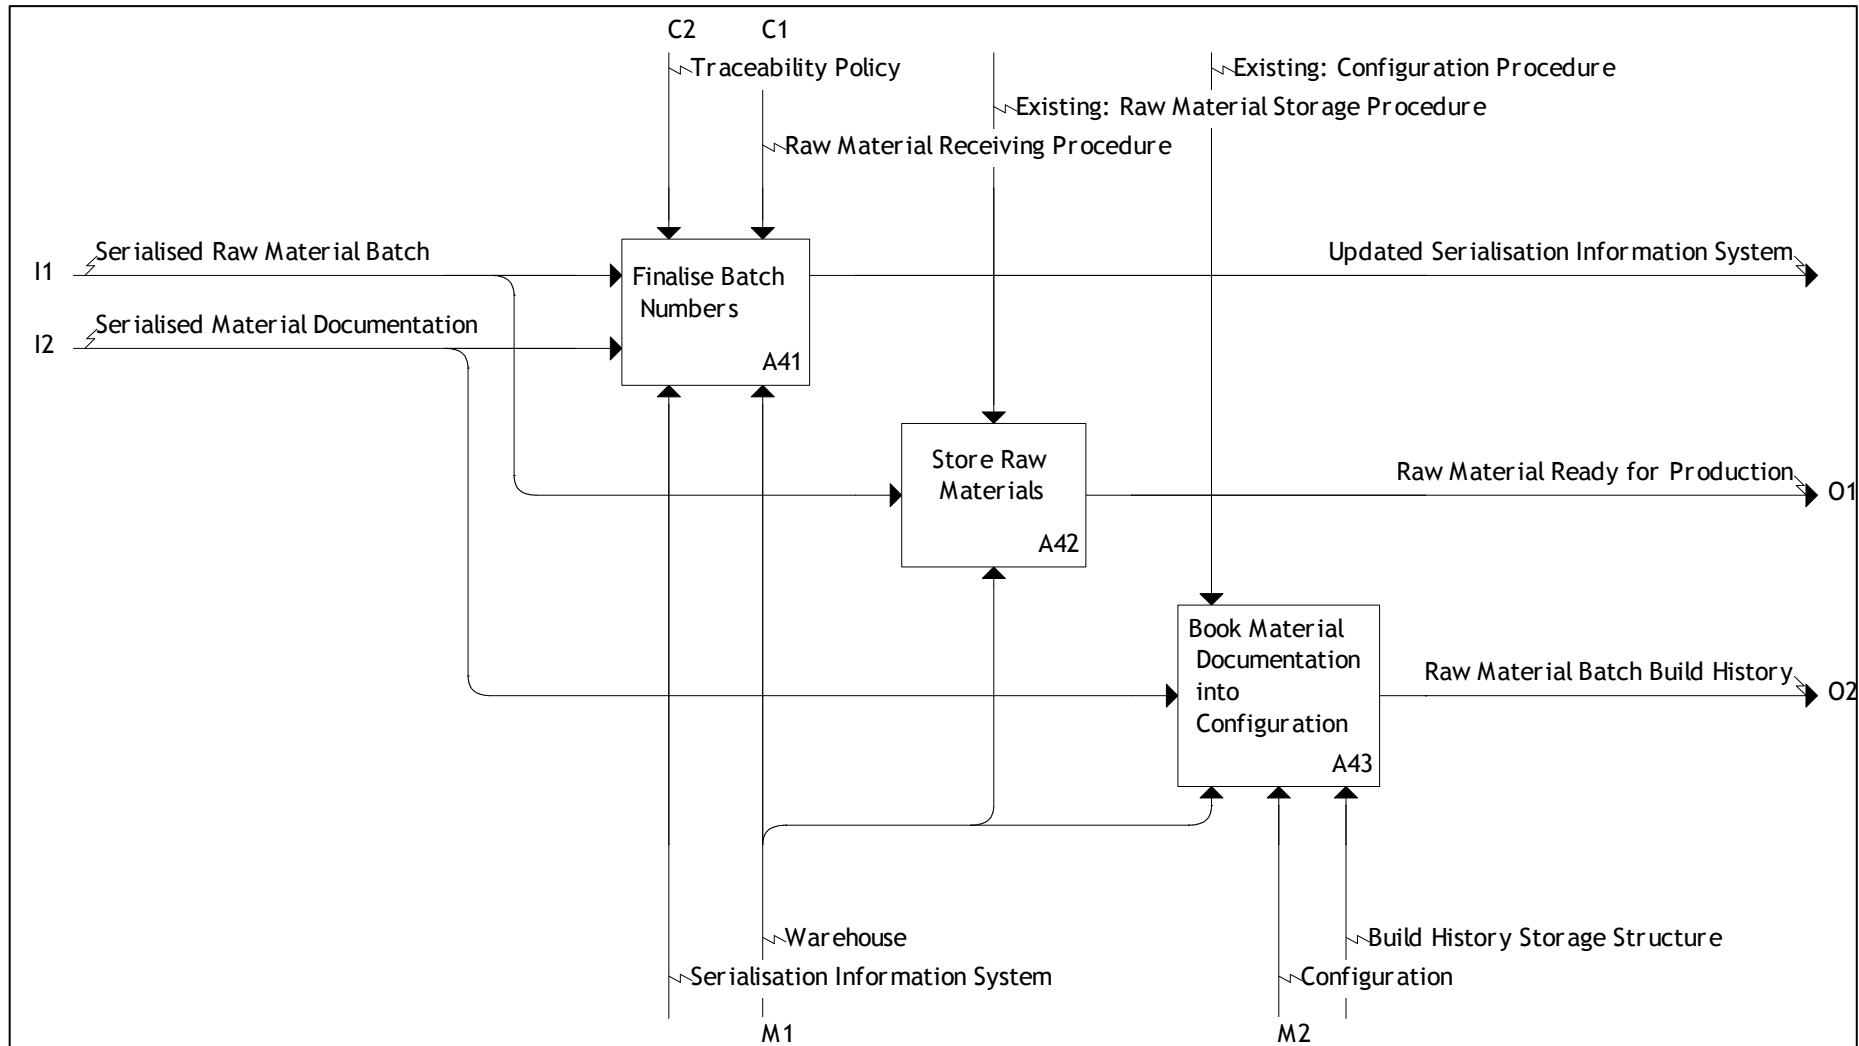 C2
C1
Traceability Policy
Existing: Configuration Procedure
Existing: Raw Material Storage Procedure
Raw Material Receiving Procedure
I1
Serialised Raw Material Batch
Updated Serialisation Information System
Finalise Batch
Numbers
A41
I2
Serialised Material Documentation
Store Raw
Materials
A42
Raw Material Ready for Production
O1
Book Material
Documentation
into
Configuration
A43
Raw Material Batch Build History
O2
Warehouse
Build History Storage Structure
Serialisation Information System
Configuration
M1
M2